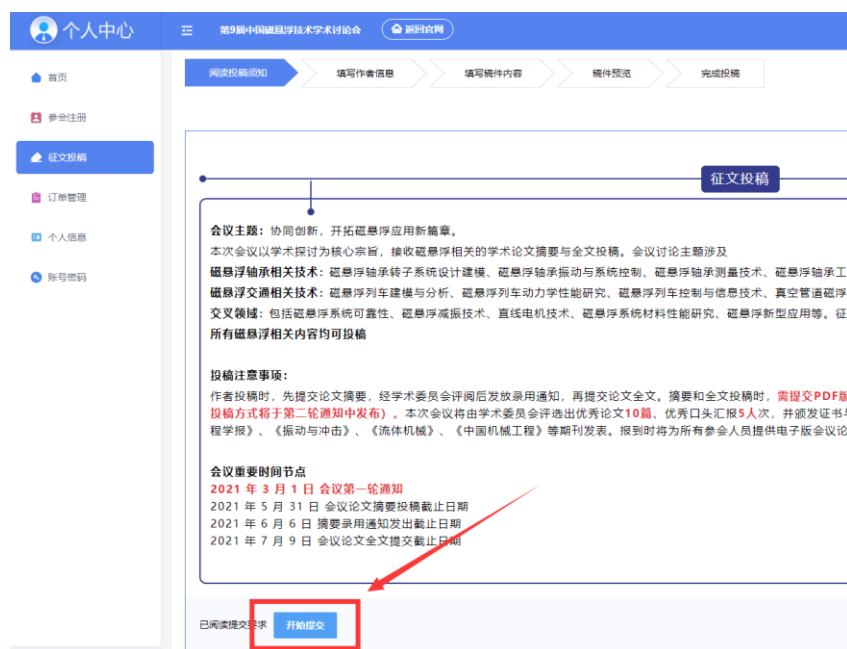 个人中心
第9届中国磁悬浮技术学术讨论会
返回官网
首页
参会注册
征文投稿
订单管理
个人信息
账号密码
阅读投稿须知
填写作者信息
填写稿件内容
稿件预览
完成投稿
征文投稿
会议主题：协同创新，开拓磁悬浮应用新篇章。
本次会议以学术探讨为核心宗旨，接收磁悬浮相关的学术论文摘要与全文投稿。会议讨论主题涉及
磁悬浮轴承相关技术：磁悬浮轴承转子系统设计建模、磁悬浮轴承振动与系统控制、磁悬浮轴承测量技术、磁悬浮轴承工
磁悬浮交通相关技术：磁悬浮列车建模与分析、磁悬浮列车动力学性能研究、磁悬浮列车控制与信息技术、真空管道磁浮
交叉领域：包括磁悬浮系统可靠性、磁悬浮减振技术、直线电机技术、磁悬浮系统材料性能研究、磁悬浮新型应用等。征
所有磁悬浮相关内容均可投稿
投稿注意事项：
作者投稿时，先提交论文摘要，经学术委员会评阅后发放录用通知，再提交论文全文。摘要和全文投稿时，需提交PDF版
投稿方式将于第二轮通知中发布）。本次会议将由学术委员会评选出优秀论文10篇、优秀口头汇报5人次，并颁发证书与
程学报》、《振动与冲击》、《流体机械》、《中国机械工程》等期刊发表。报到时将为所有参会人员提供电子版会议论
会议重要时间节点
2021 年 3 月 1 日 会议第一轮通知
2021 年 5 月 31 日 会议论文摘要投稿截止日期
2021 年 6 月 6 日 摘要录用通知发出截止日期
2021 年 7 月 9 日 会议论文全文提交截止日期
已阅读提交要求
开始提交